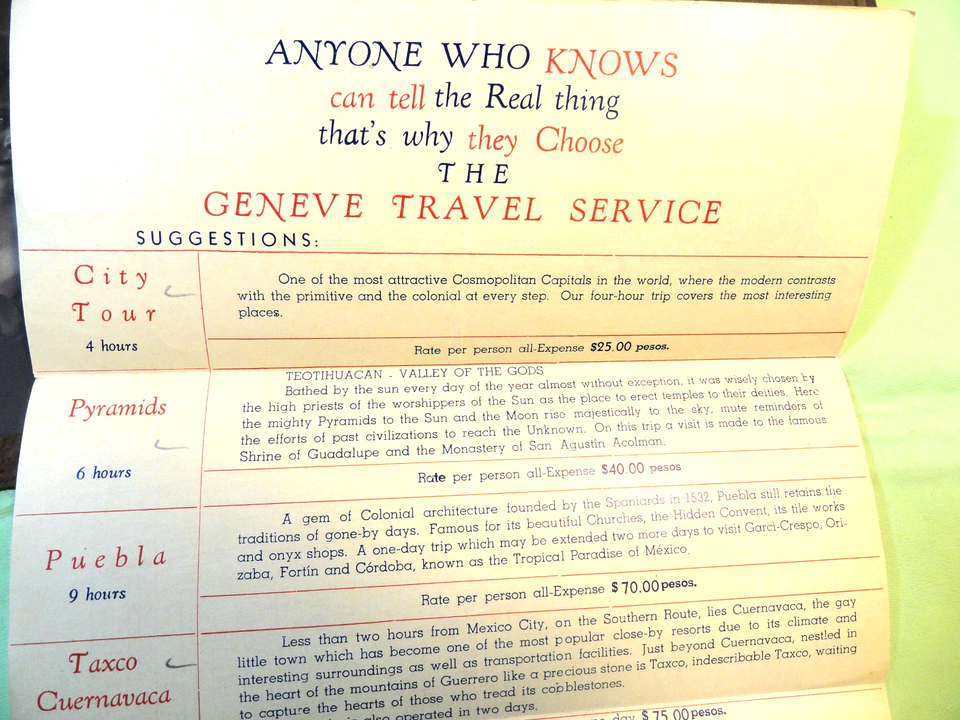 ANYONE WHO KNOWS
can tell the Real thing
that's why they Choose
THE
GENEVE TRAVEL SERVICE
SUGGESTIONS:
City
Tour
4 hours
One of the most attractive Cosmopolitan Capitals in the world, where the modern contrasts
with the primitive and the colonial at every step. Our four-hour trip covers the most interesting
places.
Rate per person all-Expense $25.00 pesos.
Pyramids
6 hours
TEOTIHUACAN - VALLEY OF THE GODS
Bathed by the sun every day of the year almost without exception, it was wisely chosen by
the high priests of the worshippers of the Sun as the place to erect temples to their deities. Here
the mighty Pyramids to the Sun and the Moon rise majestically to the sky, mute reminders of
the efforts of past civilizations to reach the Unknown. On this trip a visit is made to the famous
Shrine of Guadalupe and the Monastery of San Agustín Acolman.
Rate per person all-Expense $40.00 pesos
Puebla
9 hours
A gem of Colonial architecture founded by the Spaniards in 1532, Puebla still retains the
traditions of gone-by days. Famous for its beautiful Churches, the Hidden Convent, its tile works
and onyx shops. A one-day trip which may be extended two more days to visit Garci-Crespo, Ori-
zaba, Fortín and Córdoba, known as the Tropical Paradise of México.
Rate per person all-Expense $70.00 pesos.
Taxco
Cuernavaca
Less than two hours from Mexico City, on the Southern Route, lies Cuernavaca, the gay
little town which has become one of the most popular close-by resorts due to its climate and
interesting surroundings as well as transportation facilities. Just beyond Cuernavaca, nestled in
the heart of the mountains of Guerrero like a precious stone is Taxco, indescribable Taxco, waiting
to capture the hearts of those who tread its cobblestones.
also operated in two days.
day $75.00 pesos.